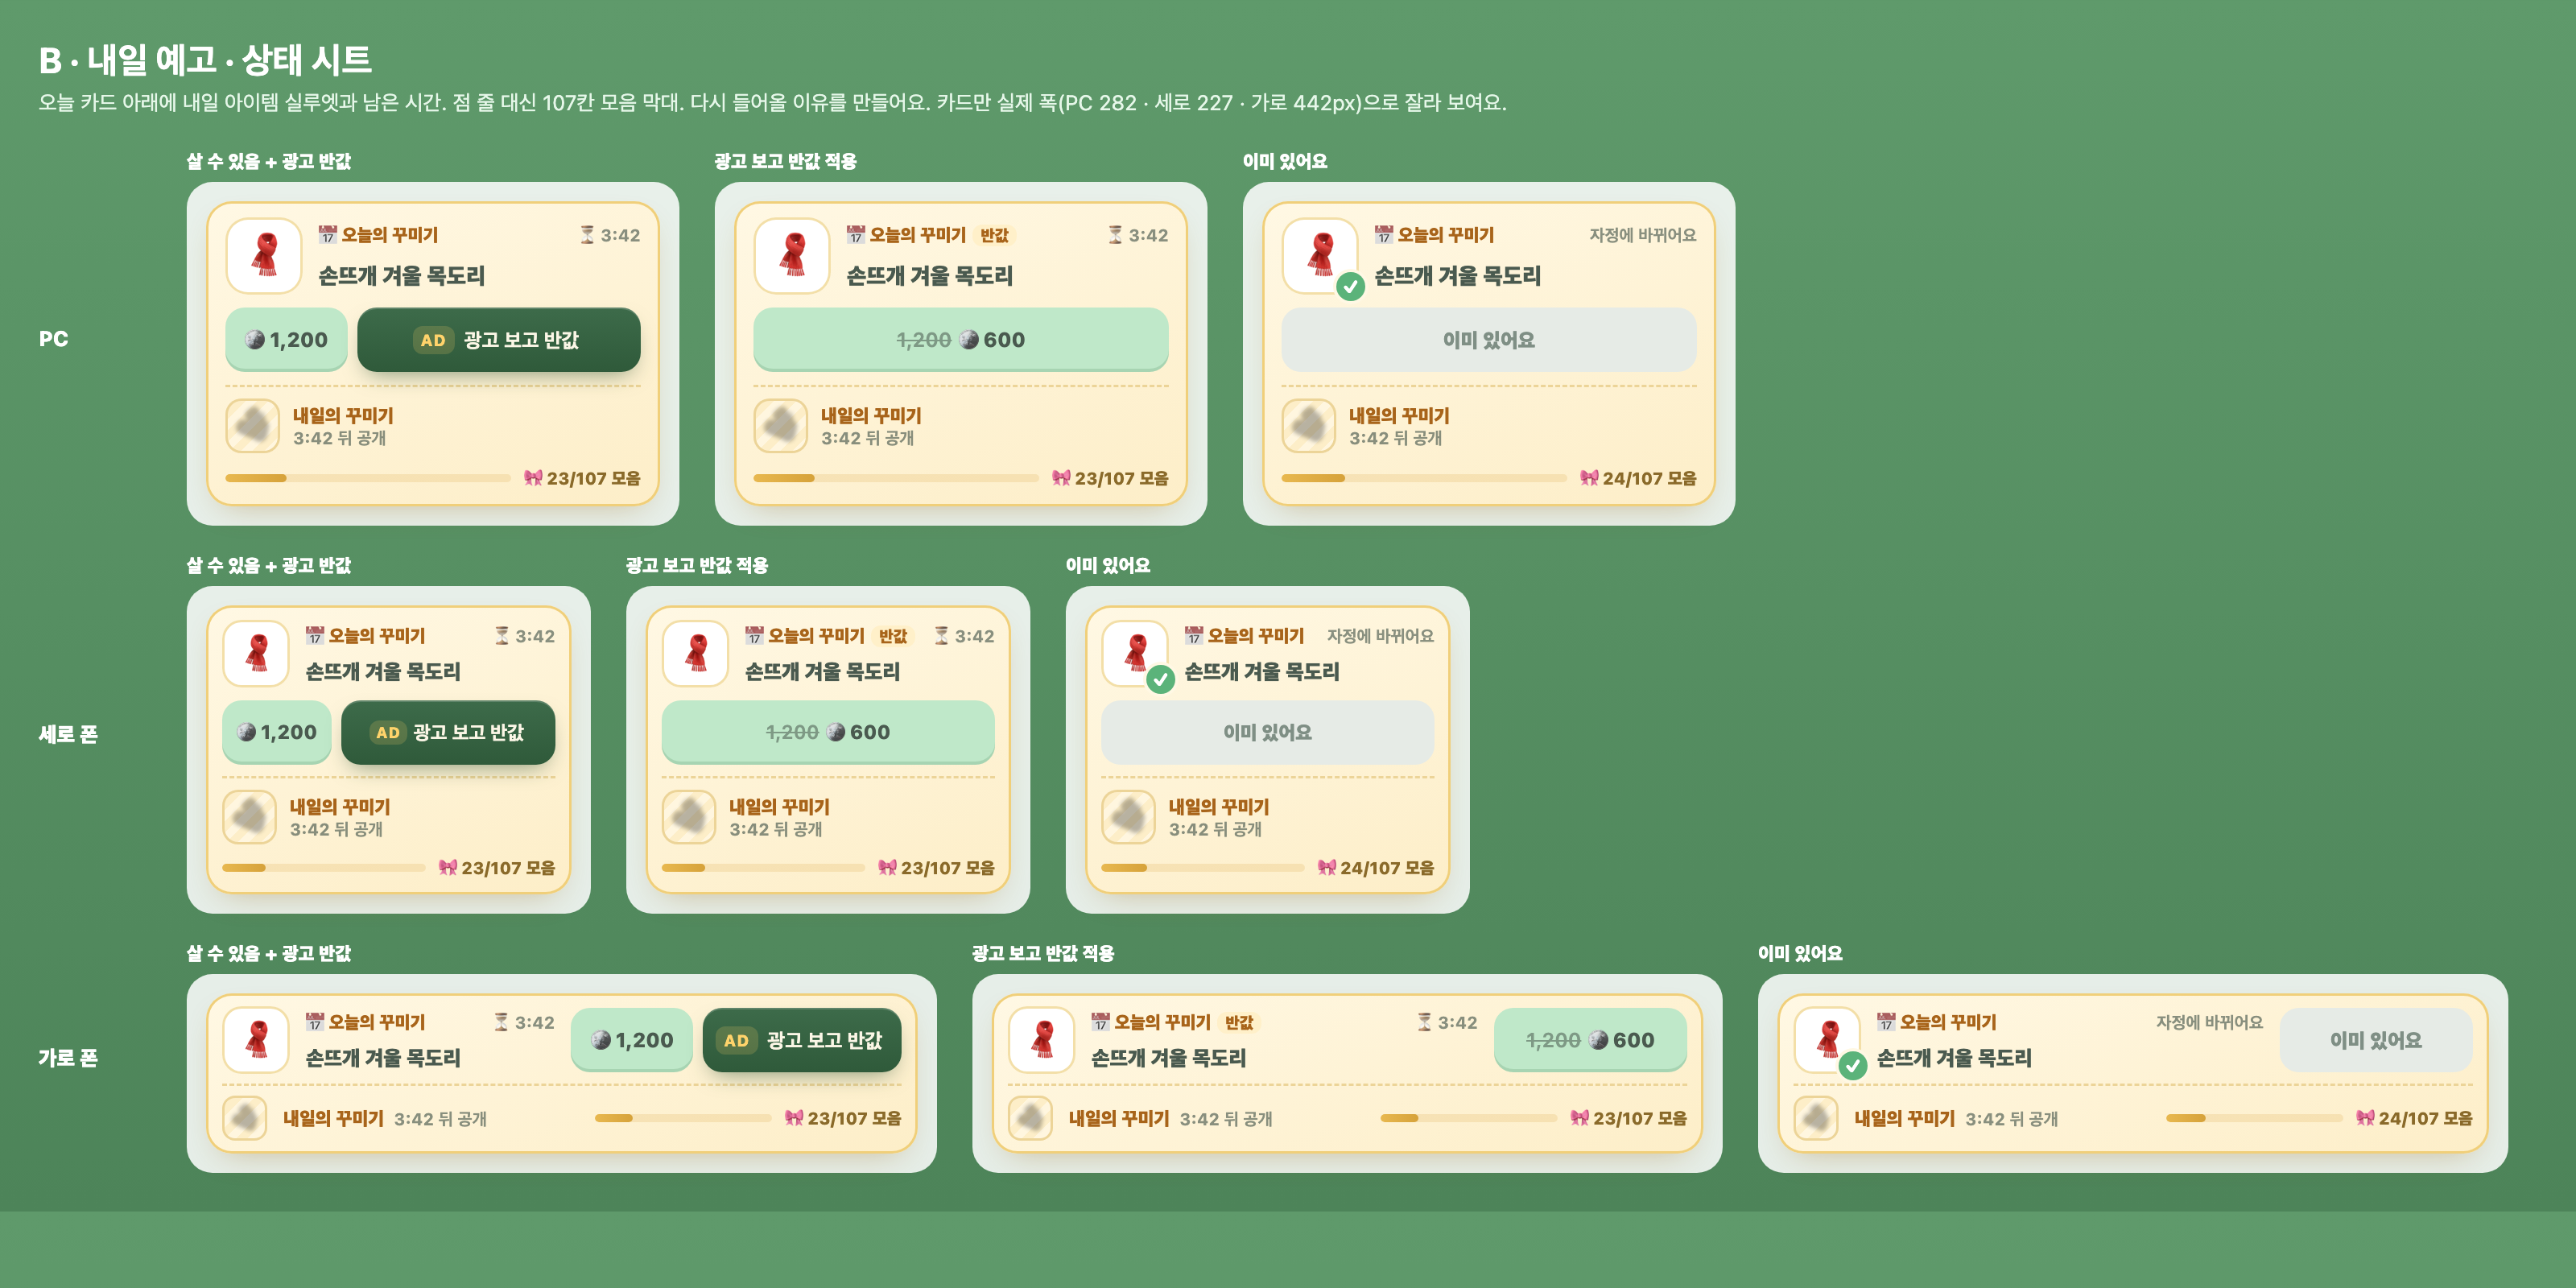 B · 내일 예고 · 상태 시트
오늘 카드 아래에 내일 아이템 실루엣과 남은 시간. 점 줄 대신 107칸 모음 막대. 다시 들어올 이유를 만들어요. 카드만 실제 폭(PC 282 · 세로 227 · 가로 442px)으로 잘라 보여요.
PC
살 수 있음 + 광고 반값
17 오늘의 꾸미기 3:42
손뜨개 겨울 목도리
1,200 AD 광고 보고 반값
내일의 꾸미기
3:42 뒤 공개
23/107 모음
광고 보고 반값 적용
17 오늘의 꾸미기 반값 3:42
손뜨개 겨울 목도리
1,200 600
내일의 꾸미기
3:42 뒤 공개
23/107 모음
이미 있어요
17 오늘의 꾸미기 자정에 바뀌어요
손뜨개 겨울 목도리
이미 있어요
내일의 꾸미기
3:42 뒤 공개
24/107 모음
세로 폰
살 수 있음 + 광고 반값
17 오늘의 꾸미기 3:42
손뜨개 겨울 목도리
1,200 AD 광고 보고 반값
내일의 꾸미기
3:42 뒤 공개
23/107 모음
광고 보고 반값 적용
17 오늘의 꾸미기 반값 3:42
손뜨개 겨울 목도리
1,200 600
내일의 꾸미기
3:42 뒤 공개
23/107 모음
이미 있어요
17 오늘의 꾸미기 자정에 바뀌어요
손뜨개 겨울 목도리
이미 있어요
내일의 꾸미기
3:42 뒤 공개
24/107 모음
가로 폰
살 수 있음 + 광고 반값
17 오늘의 꾸미기 3:42
손뜨개 겨울 목도리
1,200 AD 광고 보고 반값
내일의 꾸미기 3:42 뒤 공개 23/107 모음
광고 보고 반값 적용
17 오늘의 꾸미기 반값 3:42
손뜨개 겨울 목도리
1,200 600
내일의 꾸미기 3:42 뒤 공개 23/107 모음
이미 있어요
17 오늘의 꾸미기 자정에 바뀌어요
손뜨개 겨울 목도리
이미 있어요
내일의 꾸미기 3:42 뒤 공개 24/107 모음